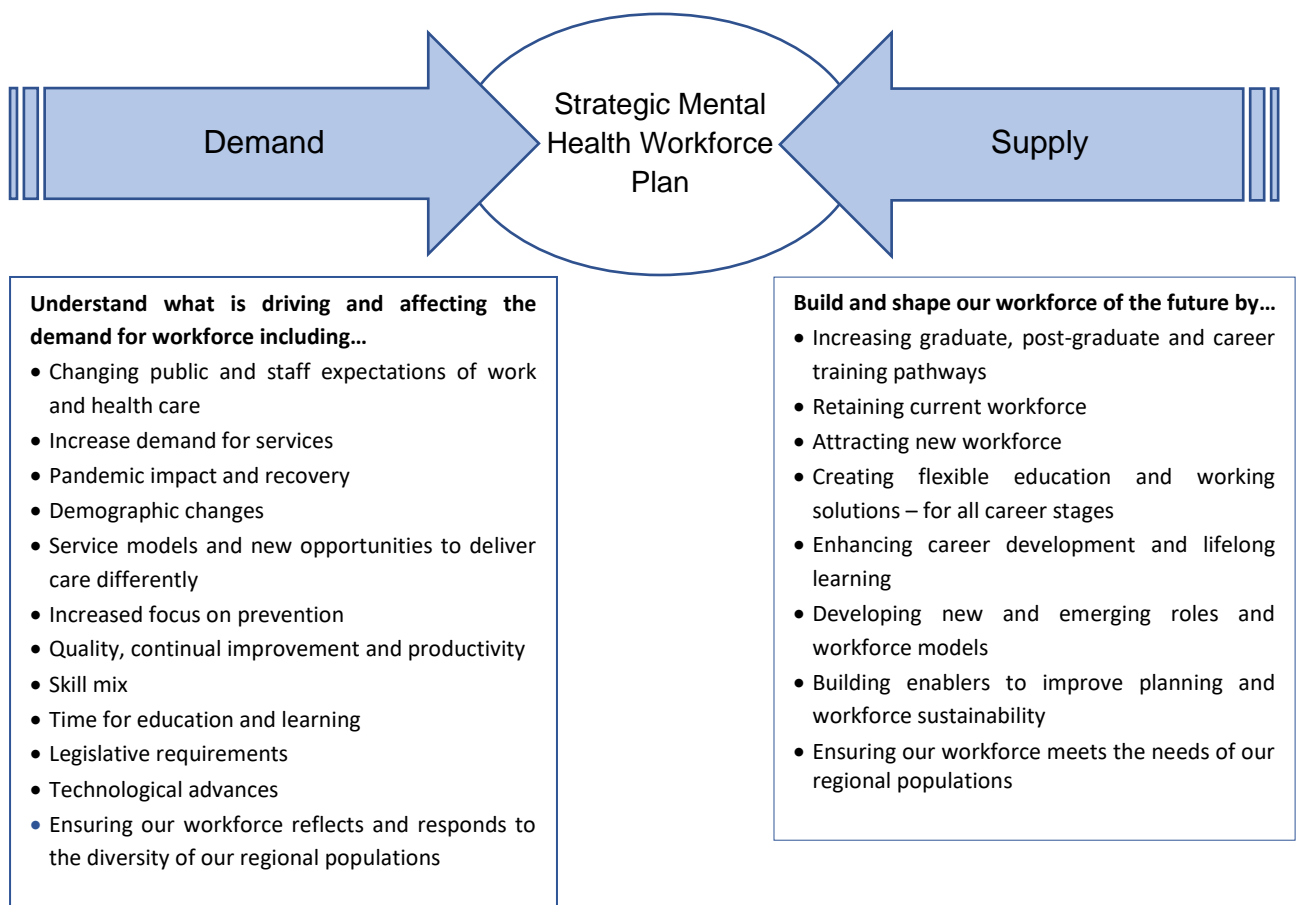 Demand
Strategic Mental
Health Workforce
Plan
Supply
Understand what is driving and affecting the
demand for workforce including…
• Changing public and staff expectations of work
and health care
• Increase demand for services
• Pandemic impact and recovery
• Demographic changes
• Service models and new opportunities to deliver
care differently
• Increased focus on prevention
• Quality, continual improvement and productivity
• Skill mix
• Time for education and learning
• Legislative requirements
• Technological advances
• Ensuring our workforce reflects and responds to
the diversity of our regional populations
Build and shape our workforce of the future by…
• Increasing graduate, post-graduate and career
training pathways
• Retaining current workforce
• Attracting new workforce
• Creating flexible education and working
solutions – for all career stages
• Enhancing career development and lifelong
learning
• Developing new and emerging roles and
workforce models
• Building enablers to improve planning and
workforce sustainability
• Ensuring our workforce meets the needs of our
regional populations